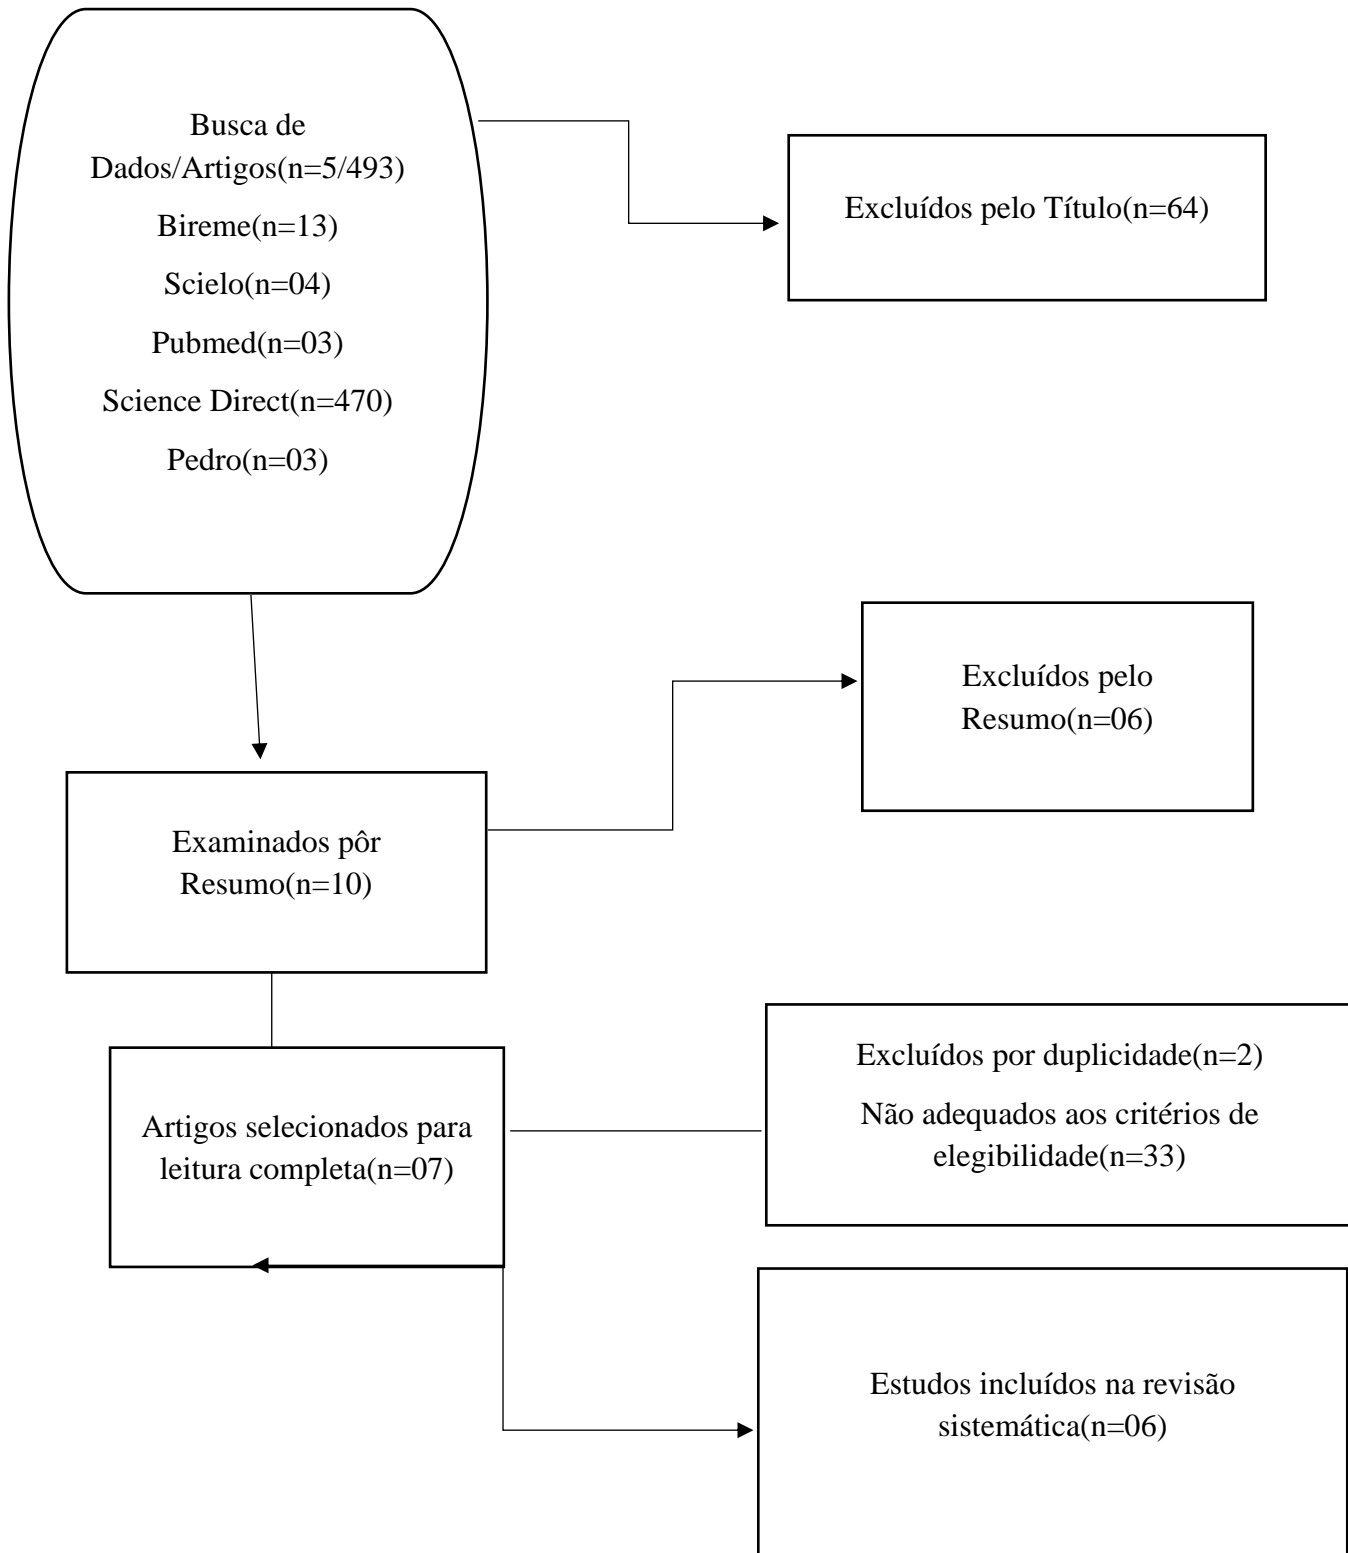 Busca de
Dados/Artigos(n=5/493)
Bireme(n=13)
Scielo(n=04)
Pubmed(n=03)
Science Direct(n=470)
Pedro(n=03)
Excluídos pelo Título(n=64)
Excluídos pelo
Resumo(n=06)
Examinados pôr
Resumo(n=10)
Excluídos por duplicidade(n=2)
Não adequados aos critérios de
elegibilidade(n=33)
Artigos selecionados para
leitura completa(n=07)
Estudos incluídos na revisão
sistemática(n=06)